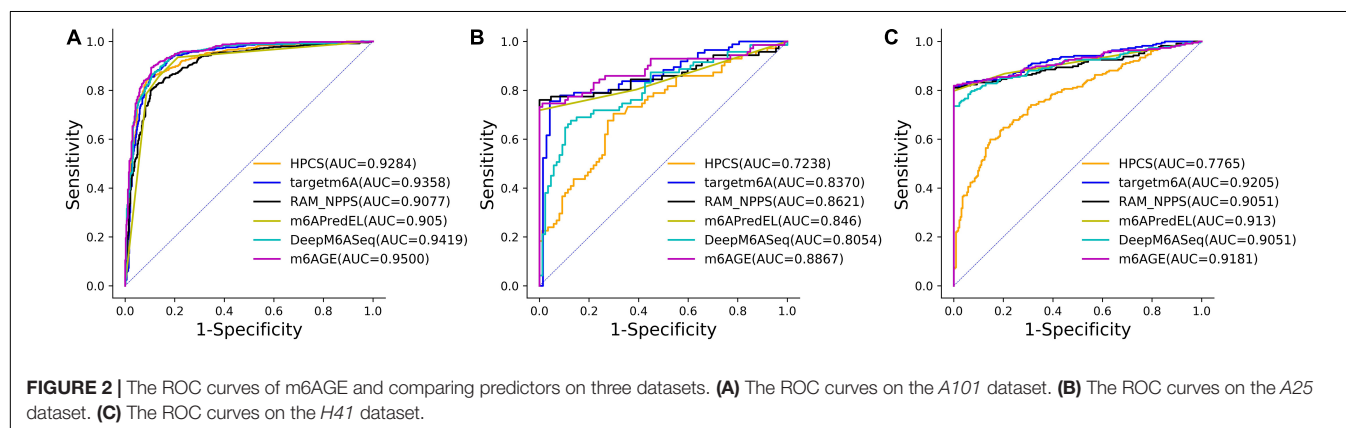 A
1.0
0.8
0.6
0.4
0.2
0.0
Sensitivity
HPCS(AUC=0.9284)
targetm6A(AUC=0.9358)
RAM_NPPS(AUC=0.9077)
m6APredEL(AUC=0.905)
DeepM6ASeq(AUC=0.9419)
m6AGE(AUC=0.9500)
0.0 0.2 0.4 0.6 0.8 1.0
1-Specificity
B
1.0
0.8
0.6
0.4
0.2
0.0
Sensitivity
HPCS(AUC=0.7238)
targetm6A(AUC=0.8370)
RAM_NPPS(AUC=0.8621)
m6APredEL(AUC=0.846)
DeepM6ASeq(AUC=0.8054)
m6AGE(AUC=0.8867)
0.0 0.2 0.4 0.6 0.8 1.0
1-Specificity
C
1.0
0.8
0.6
0.4
0.2
0.0
Sensitivity
HPCS(AUC=0.7765)
targetm6A(AUC=0.9205)
RAM_NPPS(AUC=0.9051)
m6APredEL(AUC=0.913)
DeepM6ASeq(AUC=0.9051)
m6AGE(AUC=0.9181)
0.0 0.2 0.4 0.6 0.8 1.0
1-Specificity
FIGURE 2 | The ROC curves of m6AGE and comparing predictors on three datasets. (A) The ROC curves on the A101 dataset. (B) The ROC curves on the A25
dataset. (C) The ROC curves on the H41 dataset.